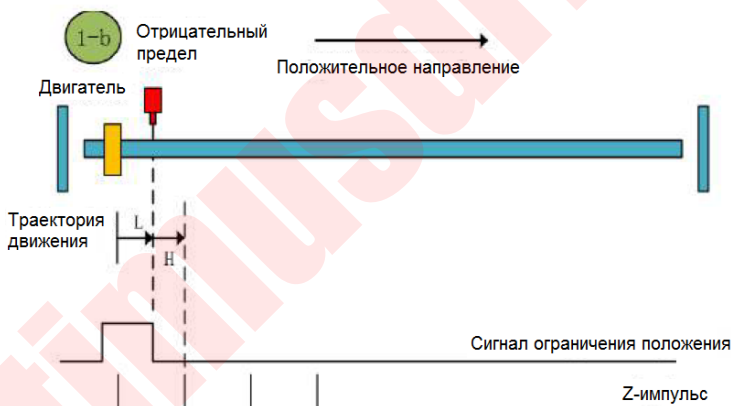 1-b
Отрицательный
предел
Положительное направление
Двигатель
Траектория
движения
L
H
Сигнал ограничения положения
Z-импульс